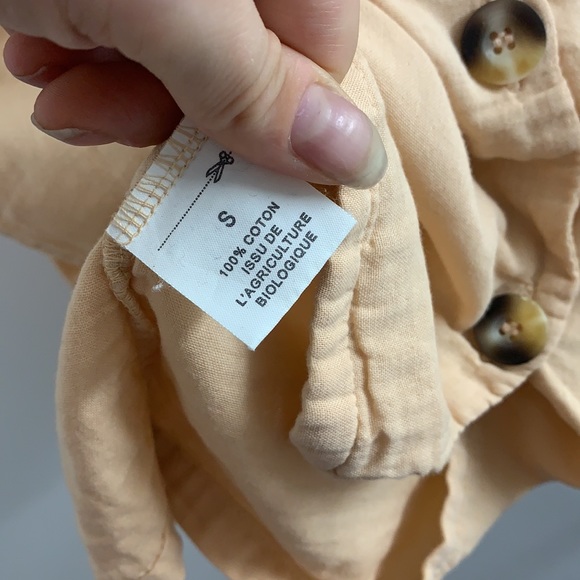 S
100% COTON
ISSU DE
L'AGRICULTURE
BIOLOGIQUE